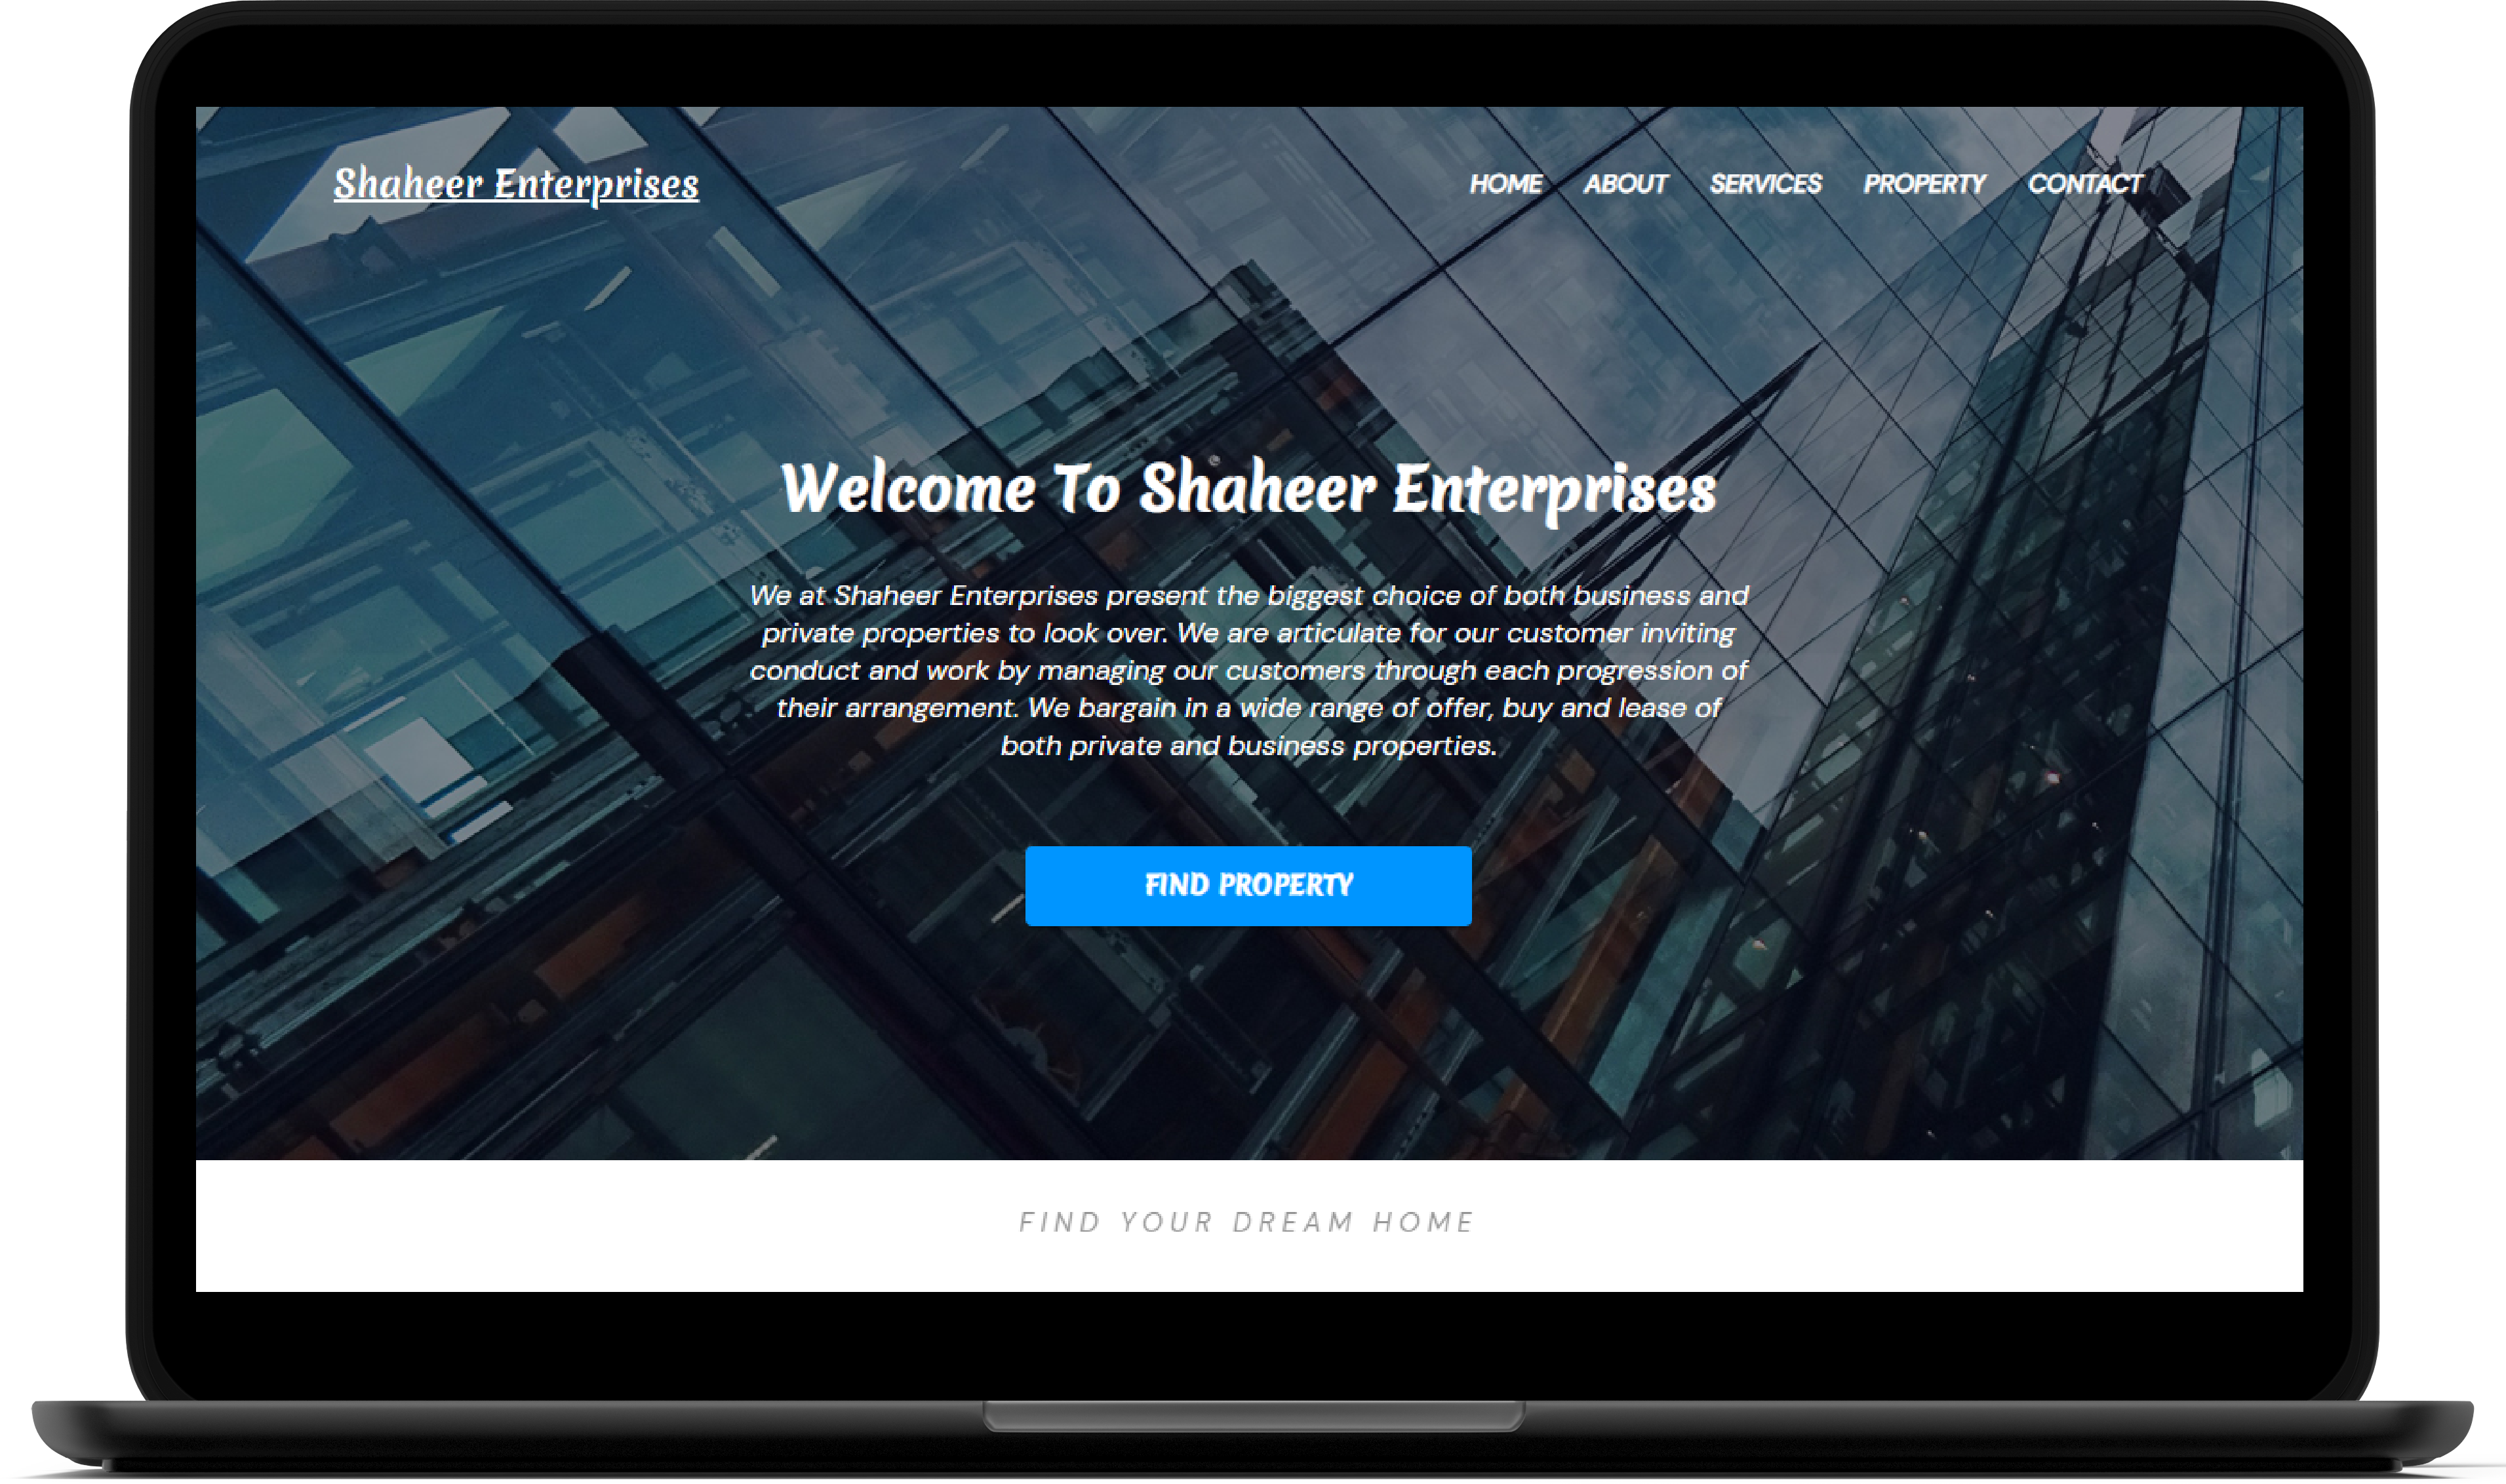 Shaheer Enterprises
HOME ABOUT SERVICES PROPERTY CONTACT
Welcome To Shaheer Enterprises
We at Shaheer Enterprises present the biggest choice of both business and
private properties to look over. We are articulate for our customer inviting
conduct and work by managing our customers through each progression of
their arrangement. We bargain in a wide range of offer, buy and lease of
both private and business properties.
FIND PROPERTY
FIND YOUR DREAM HOME